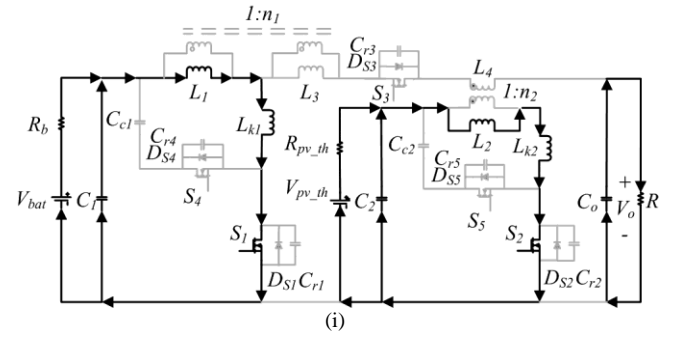 1:n1
Cr3
DS3
L4
L1
L3
S3
1:n2
Rb
Cc1
Cr4
DS4
Lk1
Rpv_th
Cc2
Cr5
DS5
L2
Lk2
Vbat
C1
S4
Vpv_th
C2
S5
Co
+
Vo
-
R
S1
S2
DS1 Cr1
DS2 Cr2
(i)